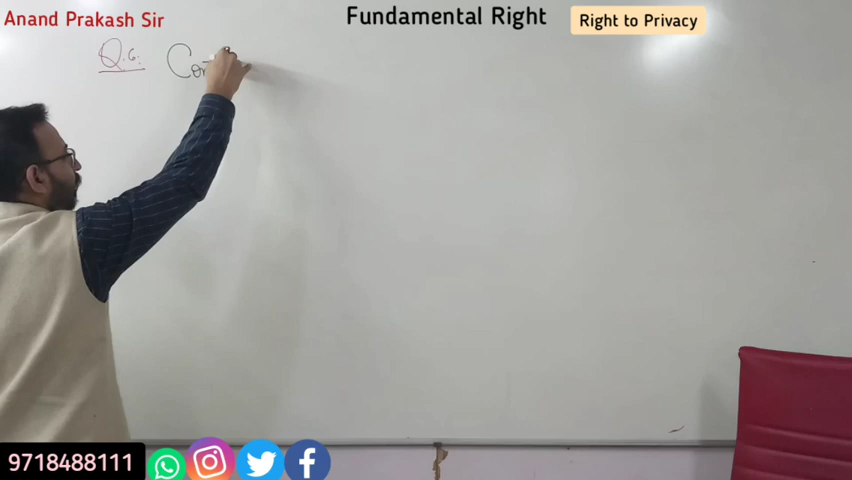 Anand Prakash Sir
Fundamental Right
Right to Privacy
Q.6.
9718488111